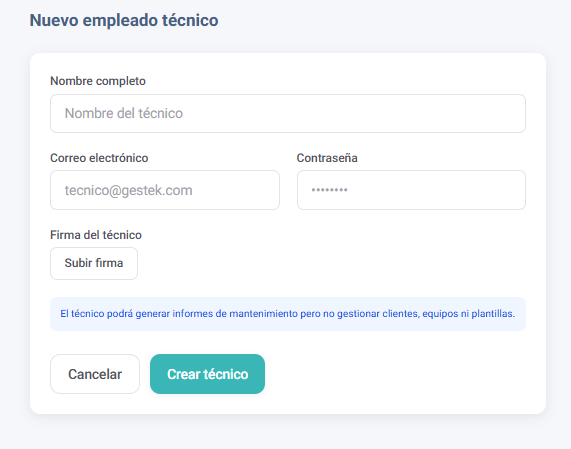 Nuevo empleado técnico
Nombre completo
Nombre del técnico
Correo electrónico
Contraseña
tecnico@gestek.com
••••••••
Firma del técnico
Subir firma
El técnico podrá generar informes de mantenimiento pero no gestionar clientes, equipos ni plantillas.
Cancelar
Crear técnico